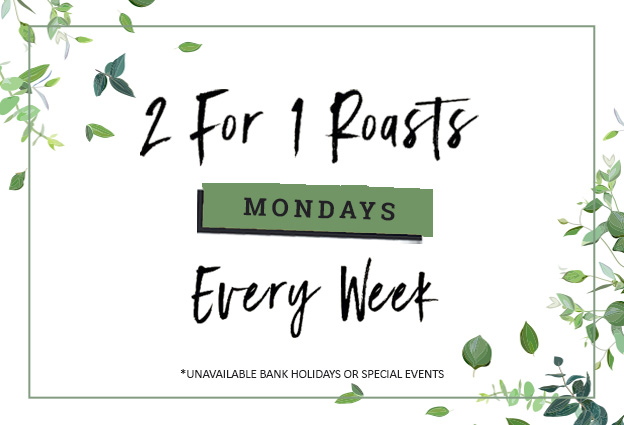 2 For 1 Roasts
MONDAYS
Every Week
*UNAVAILABLE BANK HOLIDAYS OR SPECIAL EVENTS